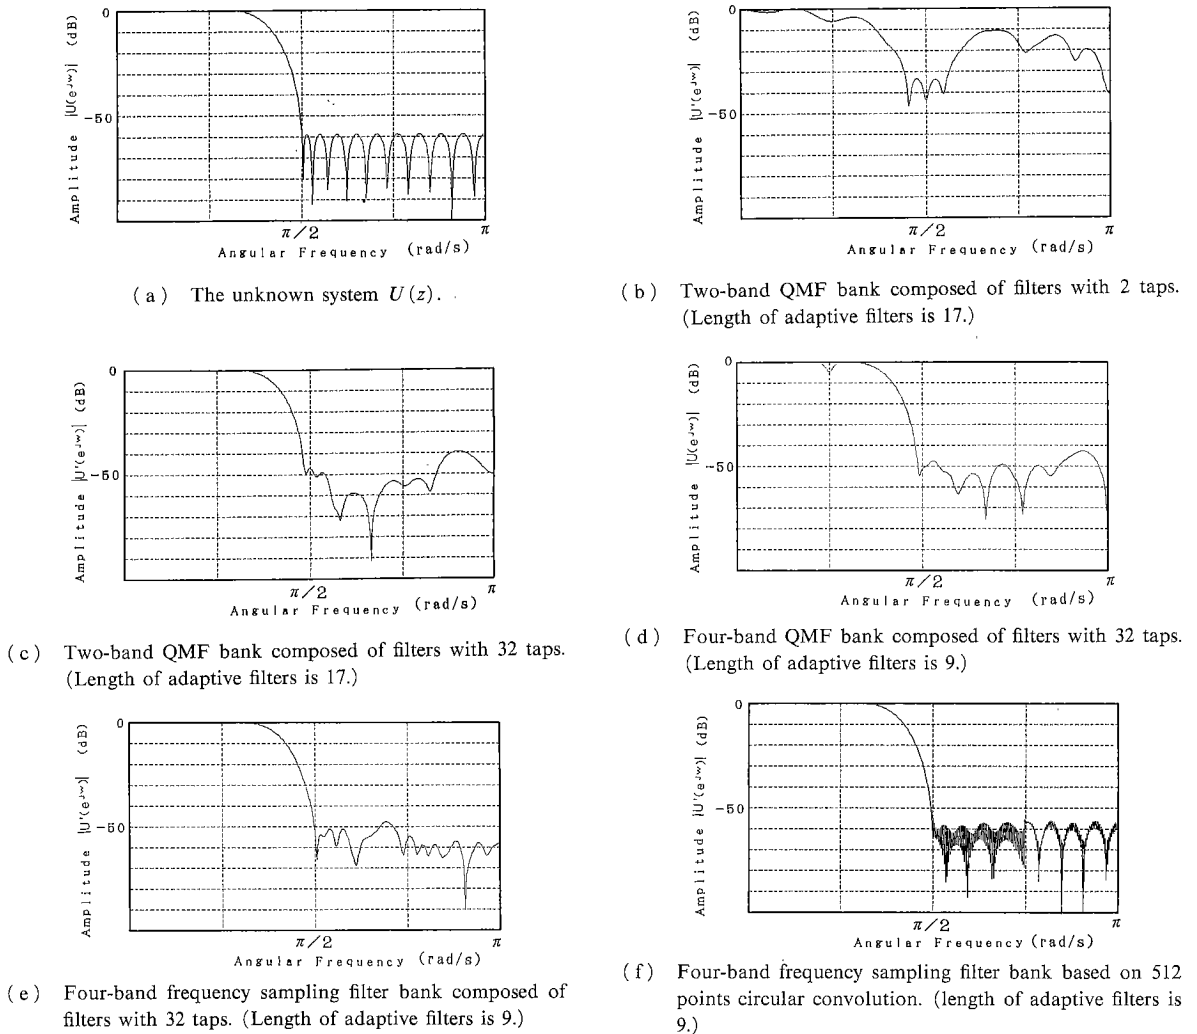 0
-50
Amplitude |U(e^jw)| (dB)
π/2
π
Angular Frequency (rad/s)
(a) The unknown system U(z).
0
-50
Amplitude |U'(e^jw)| (dB)
π/2
π
Angular Frequency (rad/s)
(b) Two-band QMF bank composed of filters with 2 taps.
(Length of adaptive filters is 17.)
0
-50
Amplitude |U'(e^jw)| (dB)
π/2
π
Angular Frequency (rad/s)
(c) Two-band QMF bank composed of filters with 32 taps.
(Length of adaptive filters is 17.)
0
-50
Amplitude |U(e^jw)| (dB)
π/2
π
Angular Frequency (rad/s)
(d) Four-band QMF bank composed of filters with 32 taps.
(Length of adaptive filters is 9.)
0
-50
Amplitude |U'(e^jw)| (dB)
π/2
π
Angular Frequency (rad/s)
(e) Four-band frequency sampling filter bank composed of
filters with 32 taps. (Length of adaptive filters is 9.)
0
-50
Amplitude |U'(e^jw)| (dB)
π/2
π
Angular Frequency (rad/s)
(f) Four-band frequency sampling filter bank based on 512
points circular convolution. (length of adaptive filters is
9.)